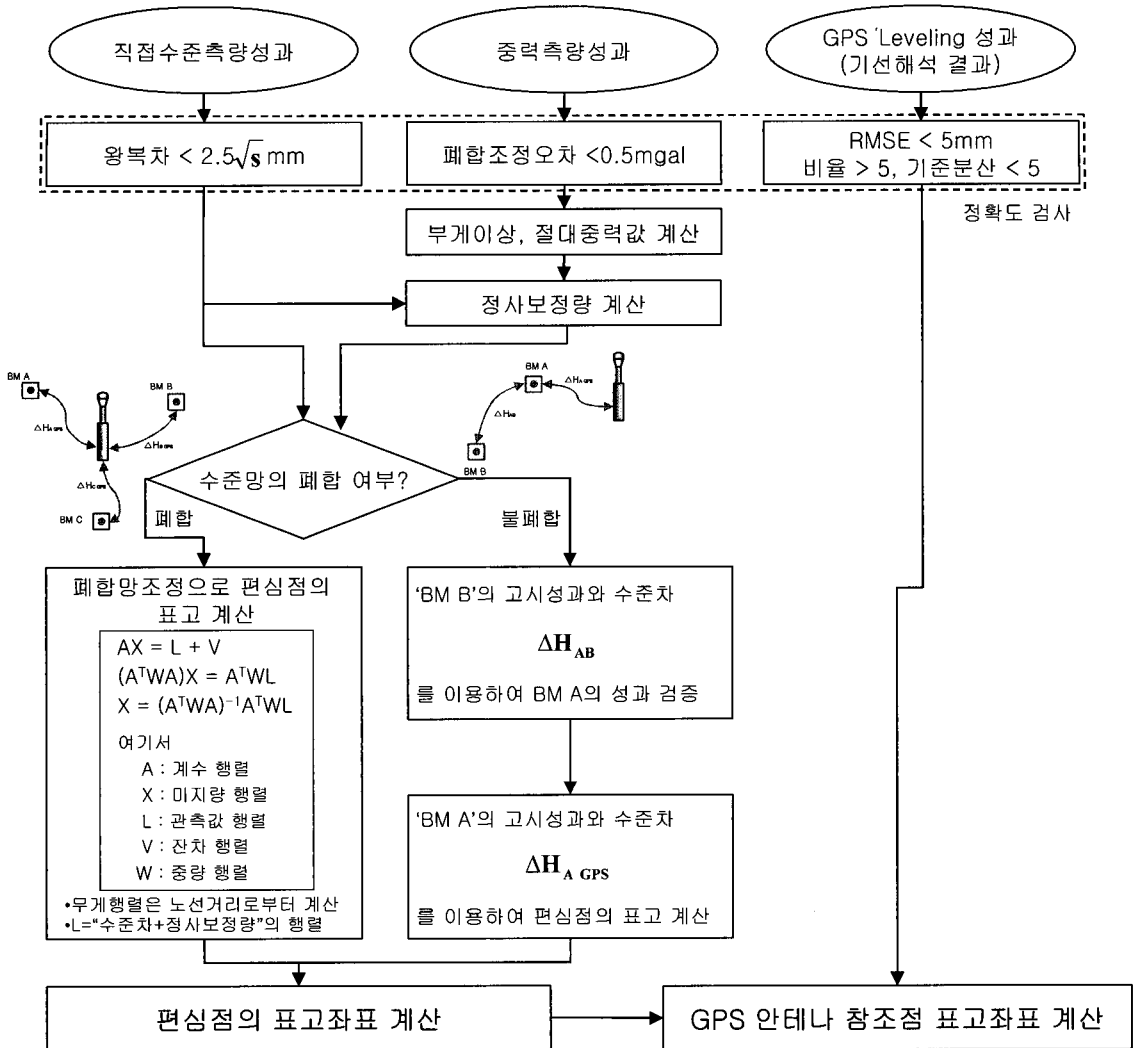 직접수준측량성과
중력측량성과
GPS Leveling 성과
(기선해석 결과)
왕복차 < 2.5√s mm
폐합조정오차 <0.5mgal
RMSE < 5mm
비율 > 5, 기준분산 < 5
정확도 검사
부게이상, 절대중력값 계산
정사보정량 계산
BM A
BM B
△H A GPS
△H B GPS
△H C GPS
BM C
BM A
△H A GPS
△H AB
BM B
수준망의 폐합 여부?
폐합
불폐합
폐합망조정으로 편심점의
표고 계산
AX = L + V
(AᵀWA)X = AᵀWL
X = (AᵀWA)⁻¹AᵀWL
여기서
A : 계수 행렬
X : 미지량 행렬
L : 관측값 행렬
V : 잔차 행렬
W : 중량 행렬
•무게행렬은 노선거리로부터 계산
•L="수준차+정사보정량"의 행렬
'BM B'의 고시성과와 수준차
ΔH AB
를 이용하여 BM A의 성과 검증
'BM A'의 고시성과와 수준차
ΔH A GPS
를 이용하여 편심점의 표고 계산
편심점의 표고좌표 계산
GPS 안테나 참조점 표고좌표 계산